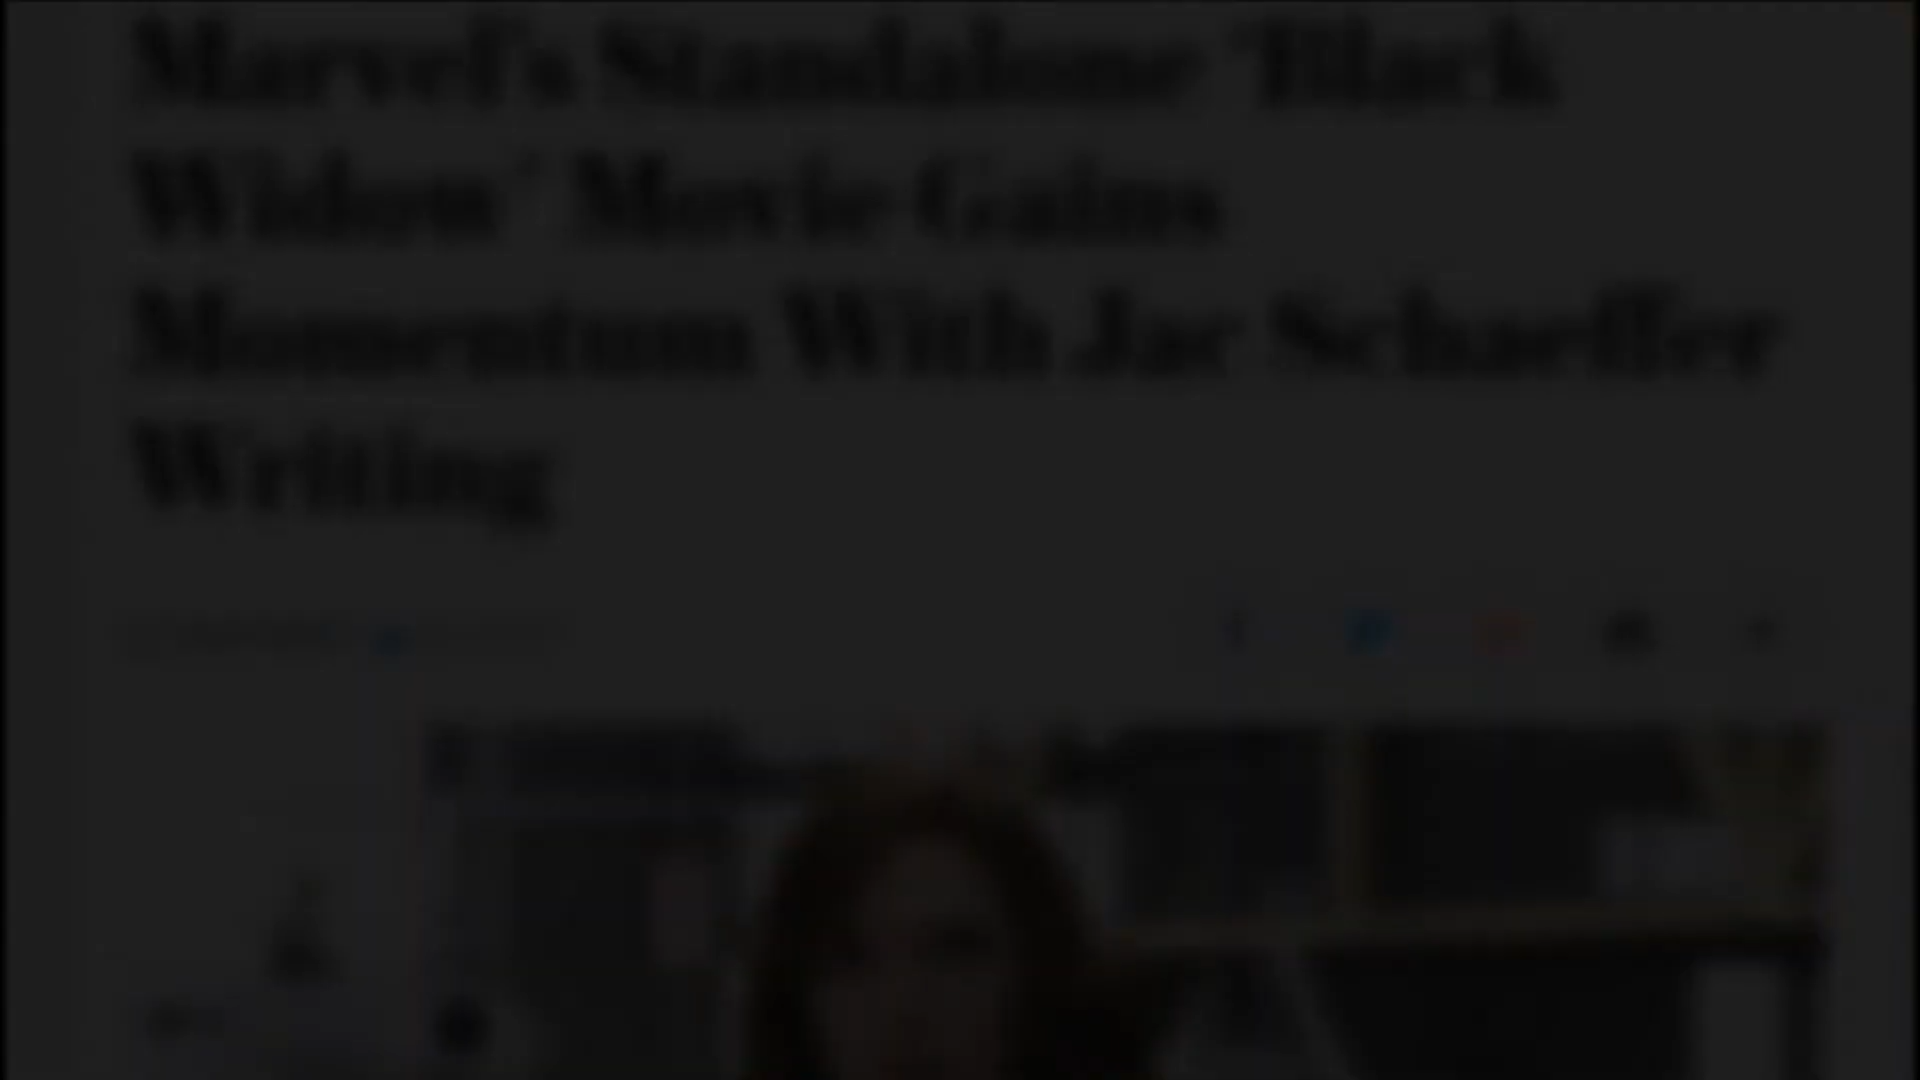 Marvel's Standalone 'Black
Widow' Movie Gains
Momentum With Jac Schaeffer
Writing